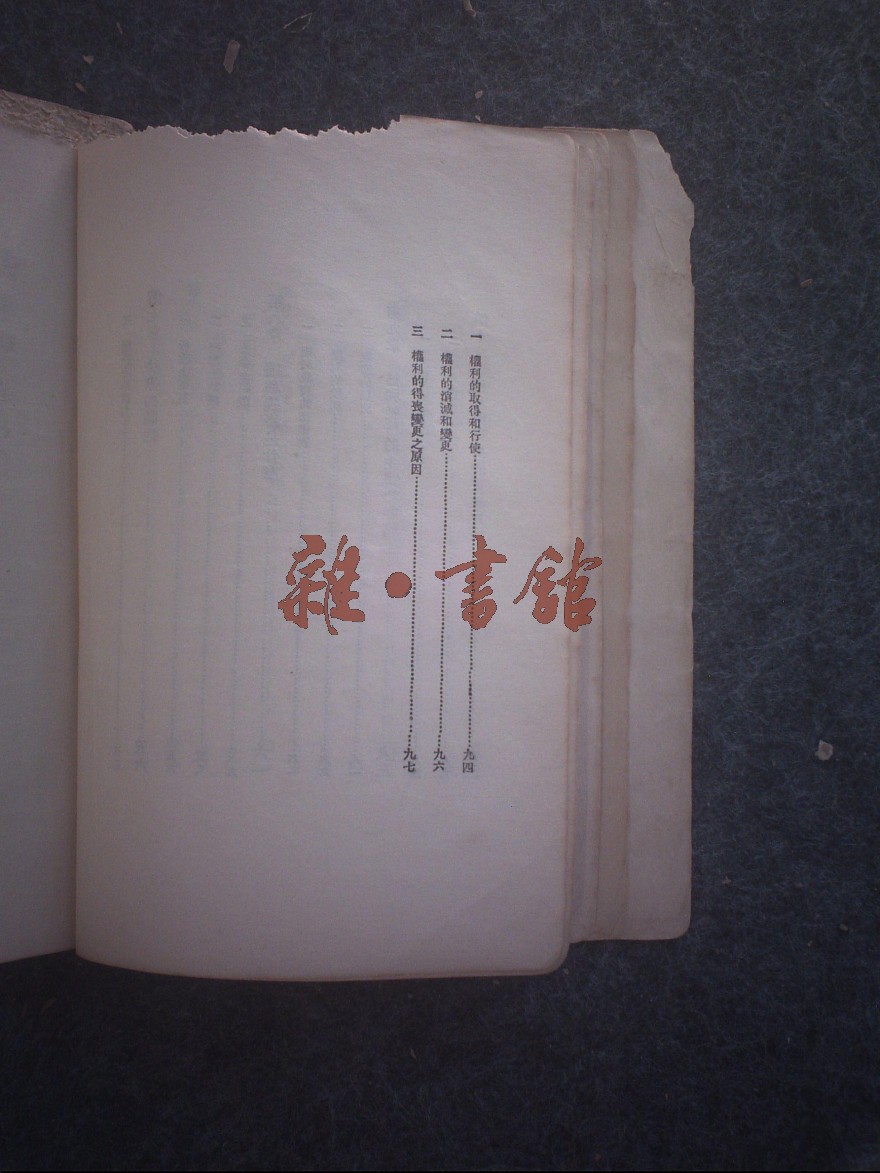 一 權利的取得和行使……………………九四
二 權利的消滅和變更……………………九六
三 權利的得喪變更之原因……………………九七
雜·書館